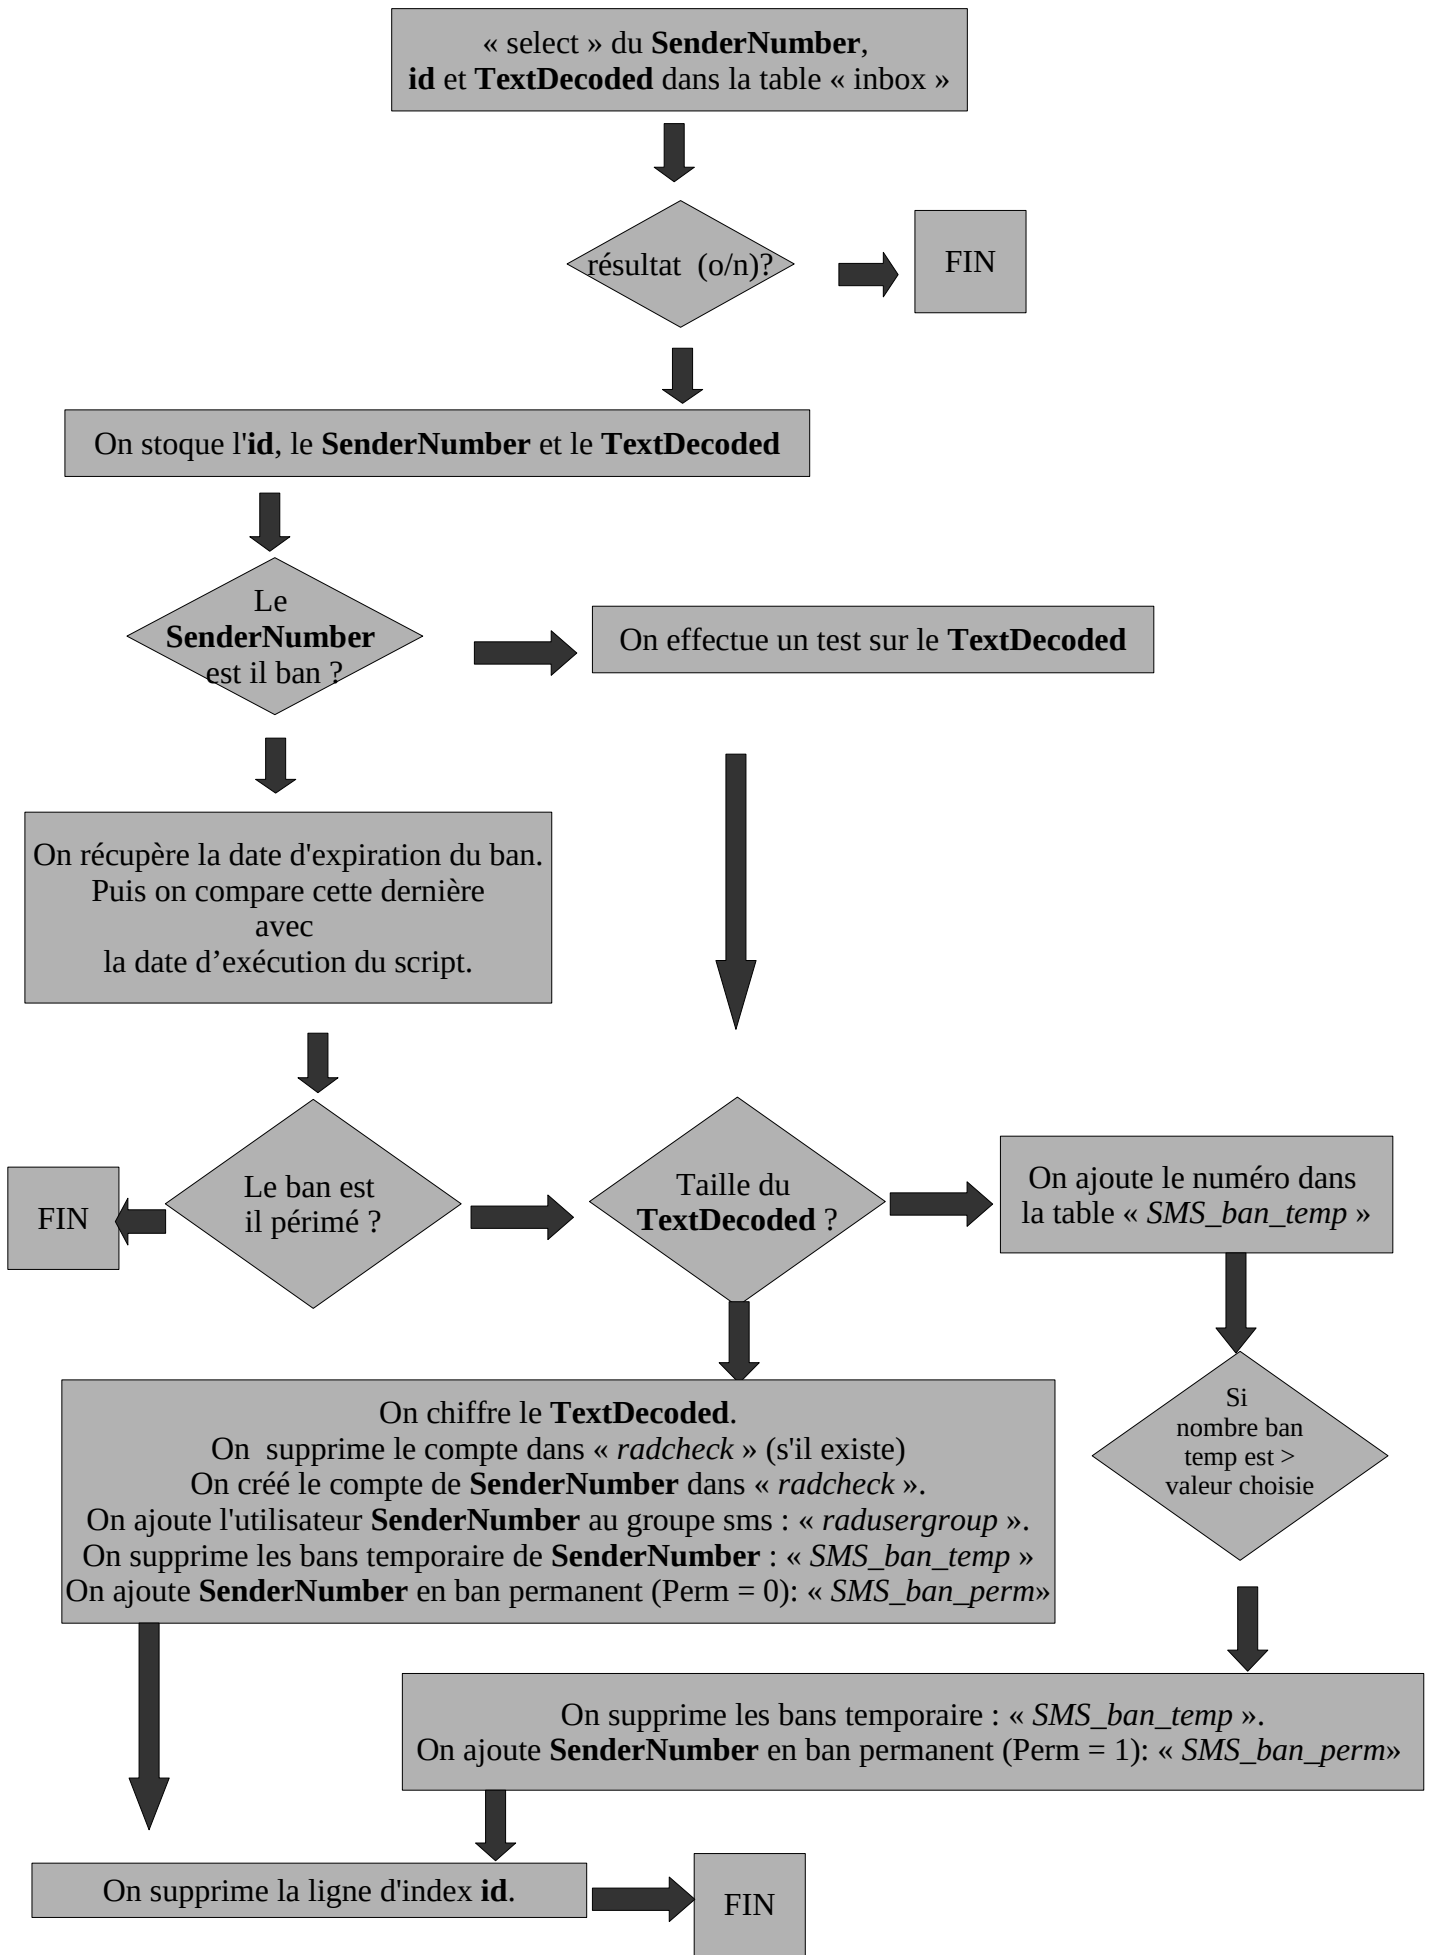 « select » du SenderNumber,
id et TextDecoded dans la table « inbox »
résultat  (o/n)?
FIN
On stoque l'id, le SenderNumber et le TextDecoded
Le
SenderNumber
est il ban ?
On effectue un test sur le TextDecoded
On récupère la date d'expiration du ban.
Puis on compare cette dernière
avec
la date d’exécution du script.
FIN
Le ban est
il périmé ?
Taille du
TextDecoded ?
On ajoute le numéro dans
la table « SMS_ban_temp »
Si
nombre ban
temp est >
valeur choisie
On chiffre le TextDecoded.
On  supprime le compte dans « radcheck » (s'il existe)
On créé le compte de SenderNumber dans « radcheck ».
On ajoute l'utilisateur SenderNumber au groupe sms : « radusergroup ».
On supprime les bans temporaire de SenderNumber : « SMS_ban_temp »
On ajoute SenderNumber en ban permanent (Perm = 0): « SMS_ban_perm»
On supprime les bans temporaire : « SMS_ban_temp ».
On ajoute SenderNumber en ban permanent (Perm = 1): « SMS_ban_perm»
On supprime la ligne d'index id.
FIN